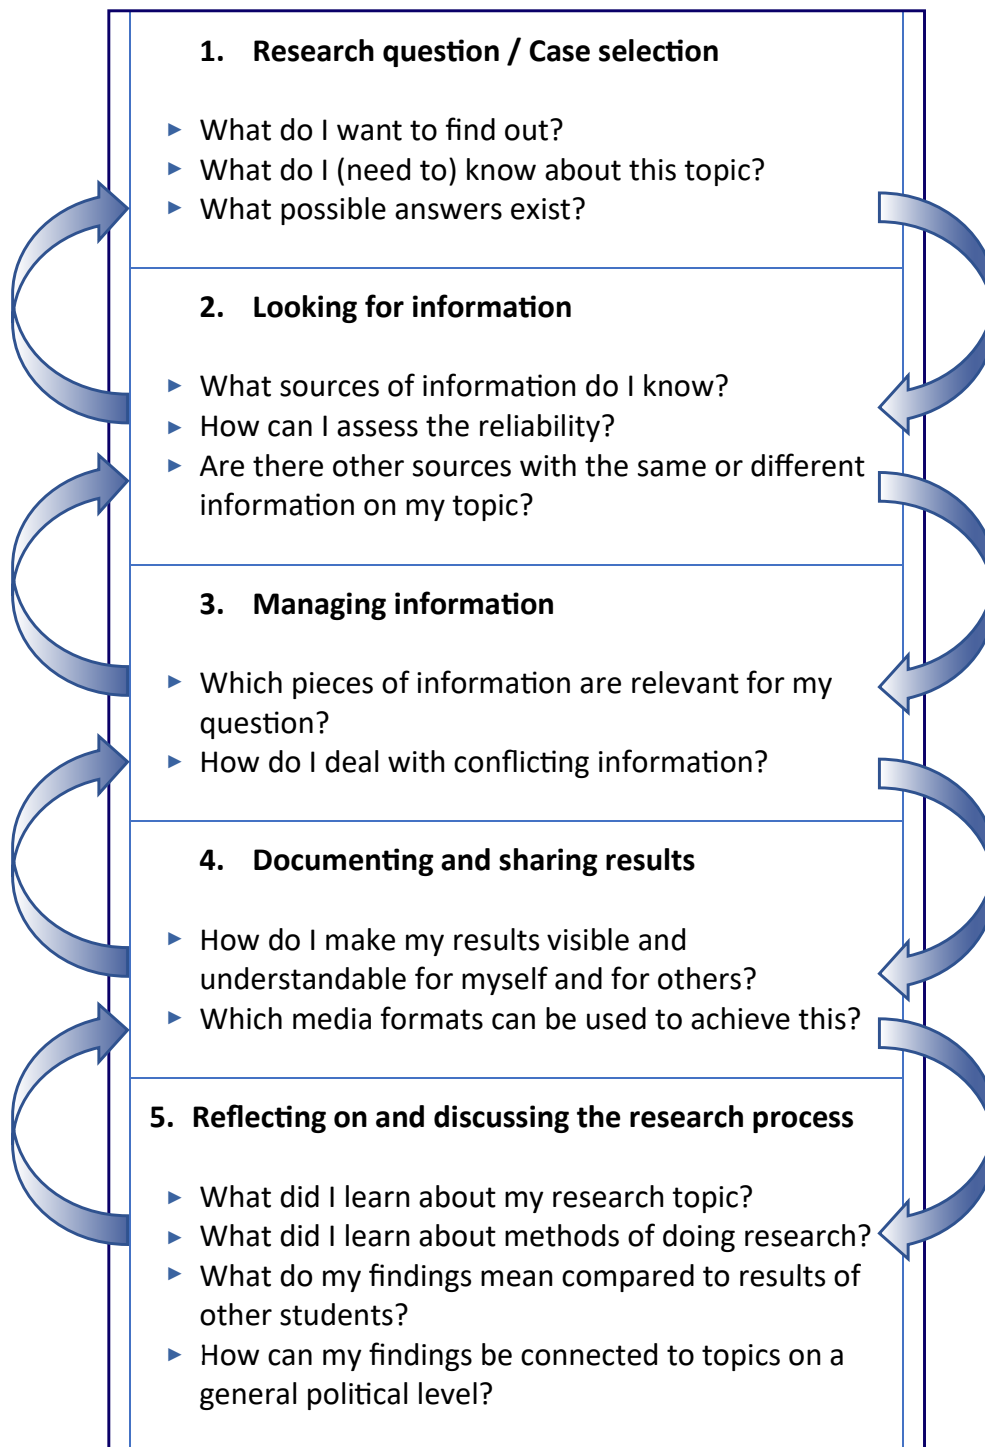 1. Research question / Case selection
► What do I want to find out?
► What do I (need to) know about this topic?
► What possible answers exist?
2. Looking for information
► What sources of information do I know?
► How can I assess the reliability?
► Are there other sources with the same or different
information on my topic?
3. Managing information
► Which pieces of information are relevant for my
question?
► How do I deal with conflicting information?
4. Documenting and sharing results
► How do I make my results visible and
understandable for myself and for others?
► Which media formats can be used to achieve this?
5. Reflecting on and discussing the research process
► What did I learn about my research topic?
► What did I learn about methods of doing research?
► What do my findings mean compared to results of
other students?
► How can my findings be connected to topics on a
general political level?